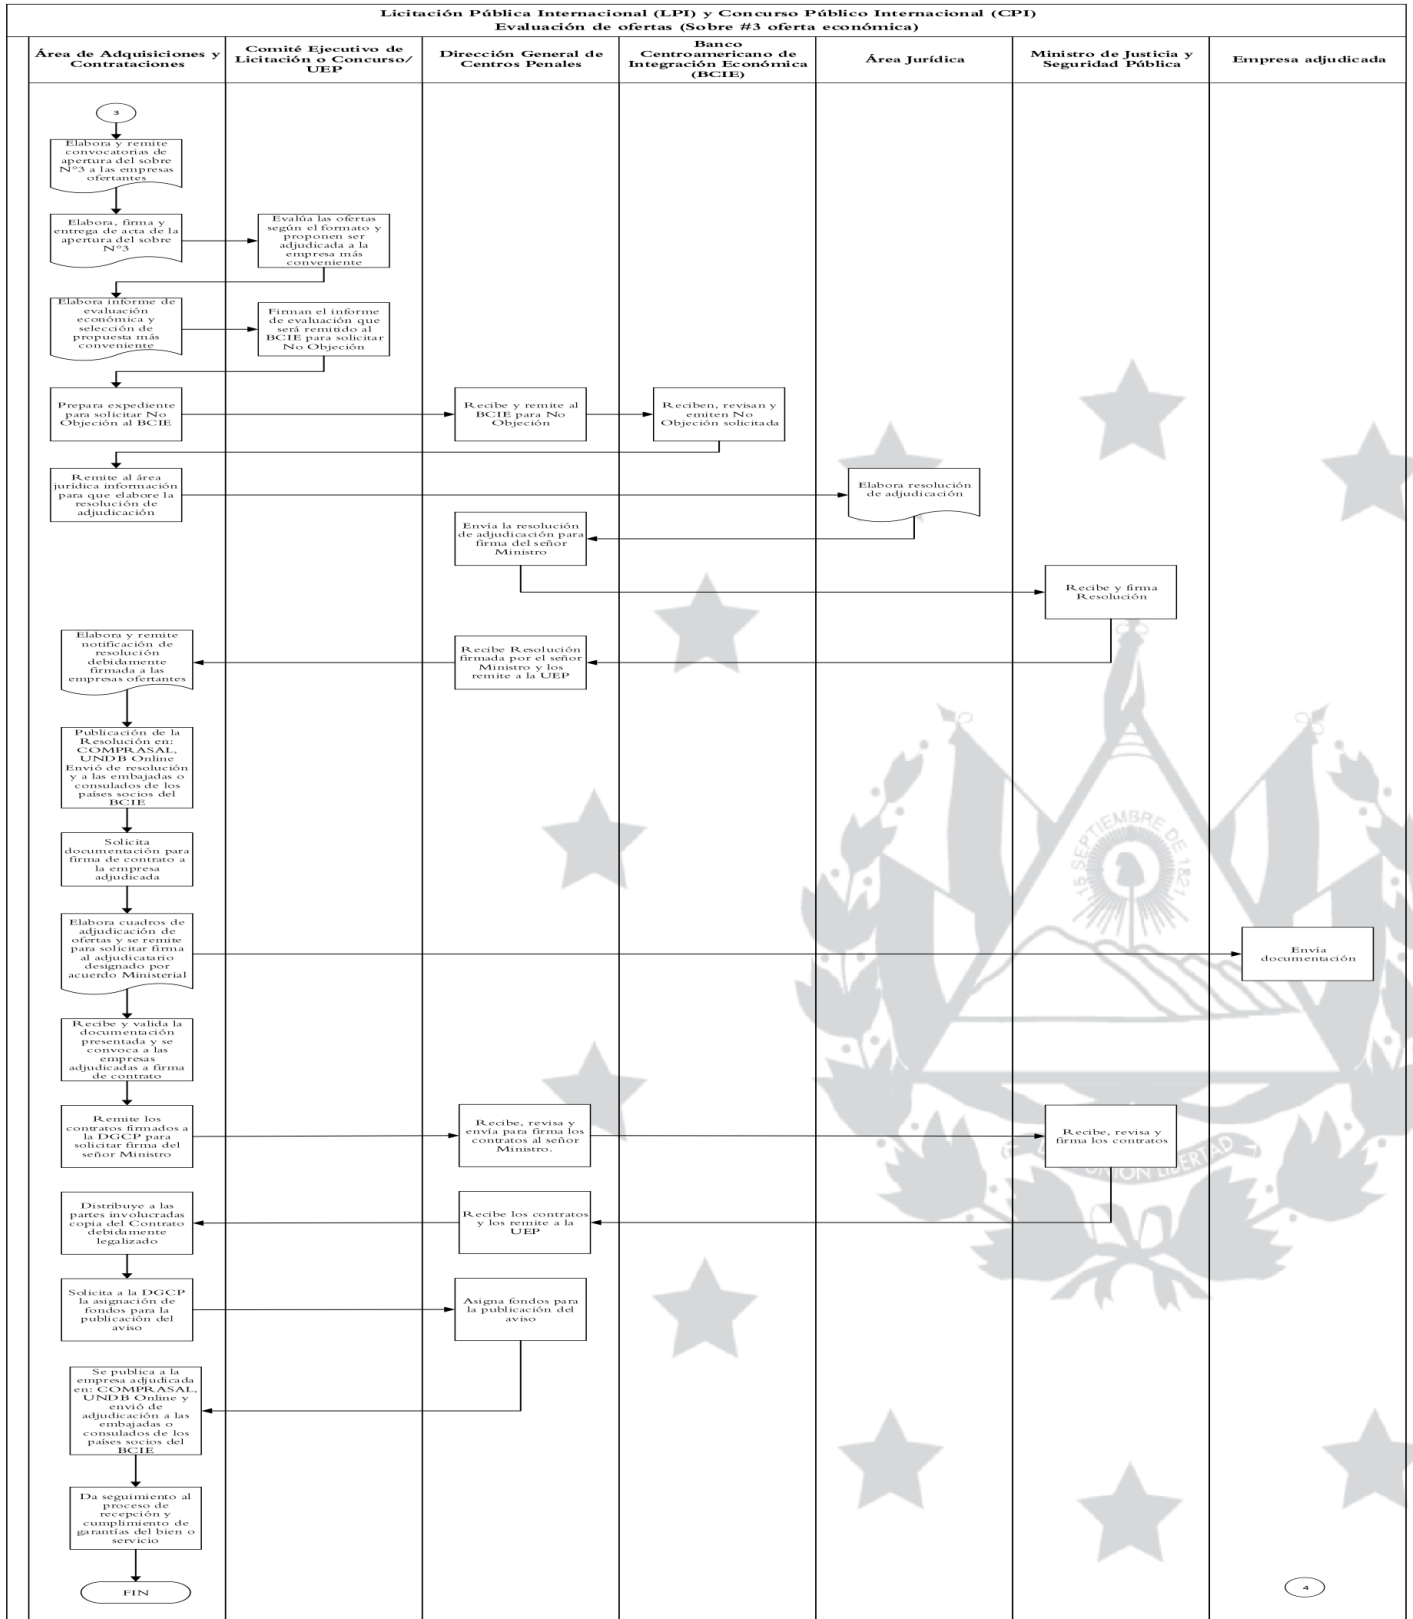 Licitación Pública Internacional (LPI) y Concurso Público Internacional (CPI)
Evaluación de ofertas (Sobre #3 oferta económica)
Área de Adquisiciones y
Contrataciones
Comité Ejecutivo de
Licitación o Concurso/
UEP
Dirección General de
Centros Penales
Banco
Centroamericano de
Integración Económica
(BCIE)
Área Jurídica
Ministro de Justicia y
Seguridad Pública
Empresa adjudicada
3
Elabora y remite
convocatorias de
apertura del sobre
N°3 a las empresas
ofertantes
Elabora, firma y
entrega de acta de la
apertura del sobre
N°3
Evalúa las ofertas
según el formato y
proponen ser
adjudicada a la
empresa más
conveniente
Elabora informe de
evaluación
económica y
selección de
propuesta más
conveniente
Firman el informe
de evaluación que
será remitido al
BCIE para solicitar
No Objeción
Prepara expediente
para solicitar No
Objeción al BCIE
Recibe y remite al
BCIE para No
Objeción
Reciben, revisan y
emiten No
Objeción solicitada
Remite al área
jurídica información
para que elabore la
resolución de
adjudicación
Elabora resolución
de adjudicación
Envía la resolución
de adjudicación para
firma del señor
Ministro
Recibe y firma
Resolución
Elabora y remite
notificación de
resolución
debidamente
firmada a las
empresas ofertantes
Recibe Resolución
firmada por el señor
Ministro y los
remite a la UEP
Publicación de la
Resolución en:
COMPRASAL,
UNDB Online
Envió de resolución
y a las embajadas o
consulados de los
países socios del
BCIE
Solicita
documentación para
firma de contrato a
la empresa
adjudicada
Elabora cuadros de
adjudicación de
ofertas y se remite
para solicitar firma
al adjudicatario
designado por
acuerdo Ministerial
Envía
documentación
Recibe y valida la
documentación
presentada y se
convoca a las
empresas
adjudicadas a firma
de contrato
Remite los
contratos firmados a
la DGCP para
solicitar firma del
señor Ministro
Recibe, revisa y
envía para firma los
contratos al señor
Ministro.
Recibe, revisa y
firma los contratos
Distribuye a las
partes involucradas
copia del Contrato
debidamente
legalizado
Recibe los contratos
y los remite a la
UEP
Solicita a la DGCP
la asignación de
fondos para la
publicación del
aviso
Asigna fondos para
la publicación del
aviso
Se publica a la
empresa adjudicada
en: COMPRASAL,
UNDB Online y
envió de
adjudicación a las
embajadas o
consulados de los
países socios del
BCIE
Da seguimiento al
proceso de
recepción y
cumplimiento de
garantías del bien o
servicio
FIN
4
15 SEPTIEMBRE DE 1821
UNION LIBERTAD